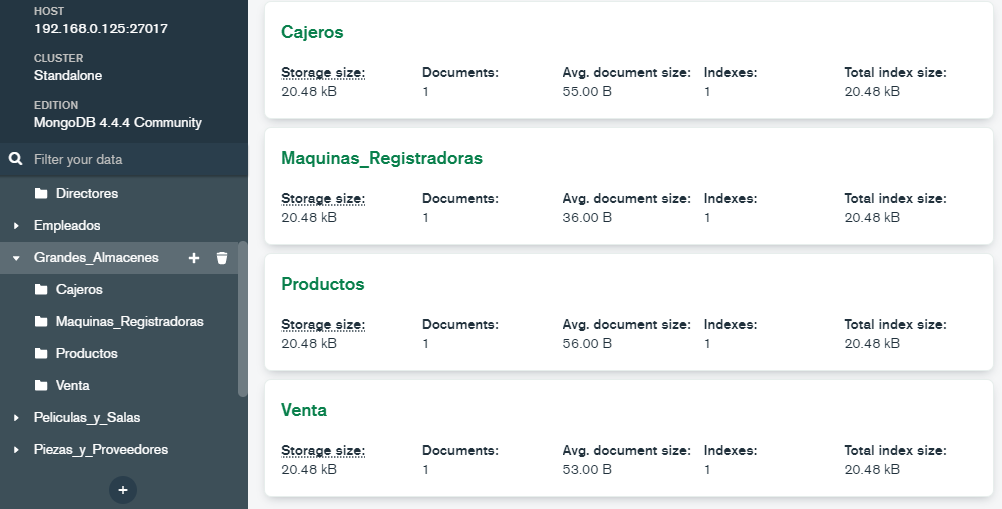 HOST
192.168.0.125:27017
CLUSTER
Standalone
EDITION
MongoDB 4.4.4 Community
Filter your data
Directores
Empleados
Grandes_Almacenes
Cajeros
Maquinas_Registradoras
Productos
Venta
Peliculas_y_Salas
Piezas_y_Proveedores
Cajeros
Storage size: Documents: Avg. document size: Indexes: Total index size:
20.48 kB 1 55.00 B 1 20.48 kB
Maquinas_Registradoras
Storage size: Documents: Avg. document size: Indexes: Total index size:
20.48 kB 1 36.00 B 1 20.48 kB
Productos
Storage size: Documents: Avg. document size: Indexes: Total index size:
20.48 kB 1 56.00 B 1 20.48 kB
Venta
Storage size: Documents: Avg. document size: Indexes: Total index size:
20.48 kB 1 53.00 B 1 20.48 kB